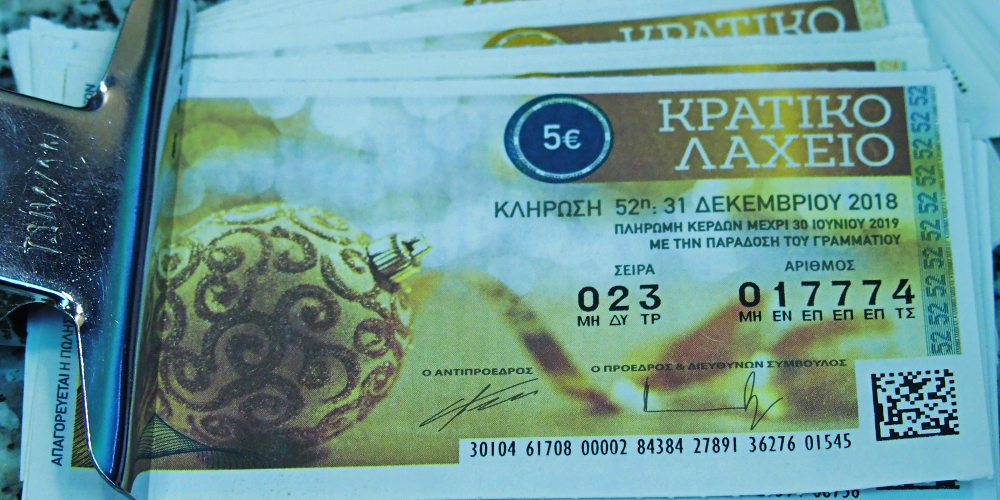 ΚΡΑΤΙΚΟ
5€
ΚΡΑΤΙΚΟ
ΛΑΧΕΙΟ
ΚΛΗΡΩΣΗ 52η: 31 ΔΕΚΕΜΒΡΙΟΥ 2018
ΠΛΗΡΩΜΗ ΚΕΡΔΩΝ ΜΕΧΡΙ 30 ΙΟΥΝΙΟΥ 2019
ΜΕ ΤΗΝ ΠΑΡΑΔΟΣΗ ΤΟΥ ΓΡΑΜΜΑΤΙΟΥ
ΣΕΙΡΑ ΑΡΙΘΜΟΣ
023 017774
ΜΗ ΔΥ ΤΡ ΜΗ ΕΝ ΕΠ ΕΠ ΕΠ ΤΣ
Ο ΑΝΤΙΠΡΟΕΔΡΟΣ Ο ΠΡΟΕΔΡΟΣ & ΔΙΕΥΘΥΝΩΝ ΣΥΜΒΟΥΛΟΣ
30104 61708 00002 84384 27891 36276 01545
52 52 52 52 52 52 52 52
ΑΠΑΓΟΡΕΥΕΤΑΙ Η